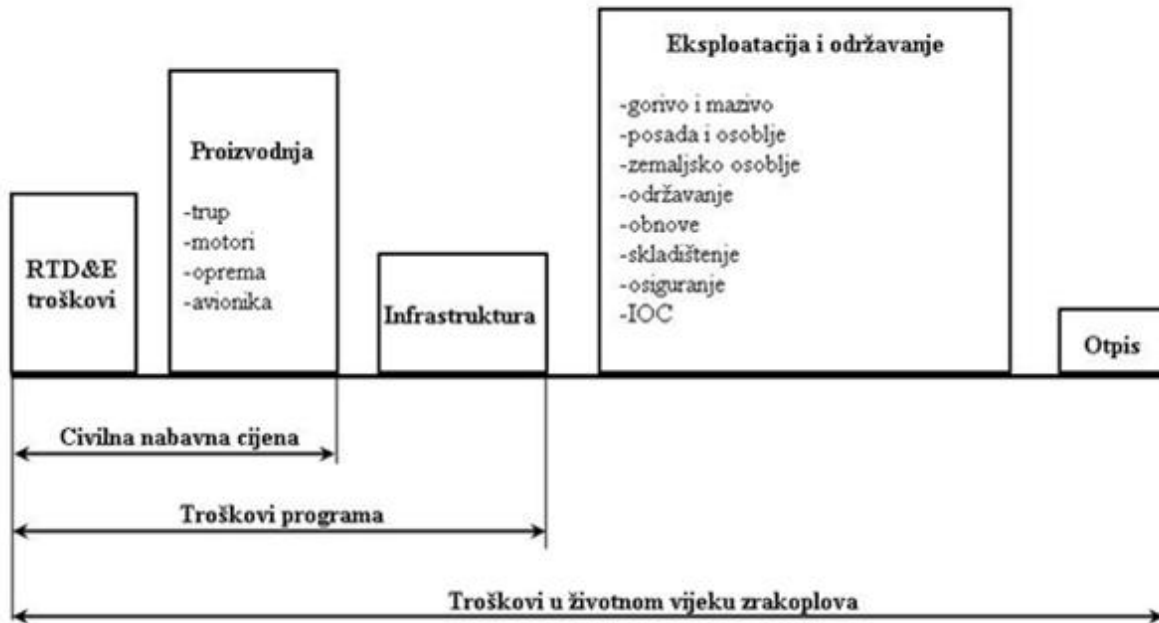 RTD&E
troškovi
Proizvodnja
-trup
-motori
-oprema
-avionika
Infrastruktura
Eksploatacija i održavanje
-gorivo i mazivo
-posada i osoblje
-zemaljsko osoblje
-održavanje
-obnove
-skladištenje
-osiguranje
-IOC
Otpis
Civilna nabavna cijena
Troškovi programa
Troškovi u životnom vijeku zrakoplova